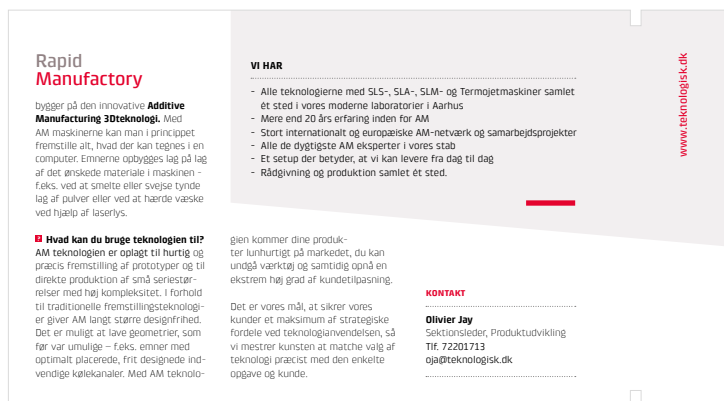 Rapid
Manufactory
bygger på den innovative Additive
Manufacturing 3Dteknologi. Med
AM maskinerne kan man i princippet
fremstille alt, hvad der kan tegnes i en
computer. Emnerne opbygges lag på lag
af det ønskede materiale i maskinen -
f.eks. ved at smelte eller svejse tynde
lag af pulver eller ved at hærde væske
ved hjælp af laserlys.
Hvad kan du bruge teknologien til?
AM teknologien er oplagt til hurtig og
præcis fremstilling af prototyper og til
direkte produktion af små seriestør-
relser med høj kompleksitet. I forhold
til traditionelle fremstillingsteknologi-
er giver AM langt større designfrihed.
Det er muligt at lave geometrier, som
før var umulige – f.eks. emner med
optimalt placerede, frit designede ind-
vendige kølekanaler. Med AM teknolo-
gien kommer dine produk-
ter lunhurtigt på markedet, du kan
undgå værktøj og samtidig opnå en
ekstrem høj grad af kundetilpasning.
Det er vores mål, at sikrer vores
kunder et maksimum af strategiske
fordele ved teknologianvendelsen, så
vi mestrer kunsten at matche valg af
teknologi præcist med den enkelte
opgave og kunde.
VI HAR
- Alle teknologierne med SLS-, SLA-, SLM- og Termojetmaskiner samlet
ét sted i vores moderne laboratorier i Aarhus
- Mere end 20 års erfaring inden for AM
- Stort internationalt og europæiske AM-netværk og samarbejdsprojekter
- Alle de dygtigste AM eksperter i vores stab
- Et setup der betyder, at vi kan levere fra dag til dag
- Rådgivning og produktion samlet ét sted.
KONTAKT
Olivier Jay
Sektionsleder, Produktudvikling
Tlf. 72201713
oja@teknologisk.dk
www.teknologisk.dk